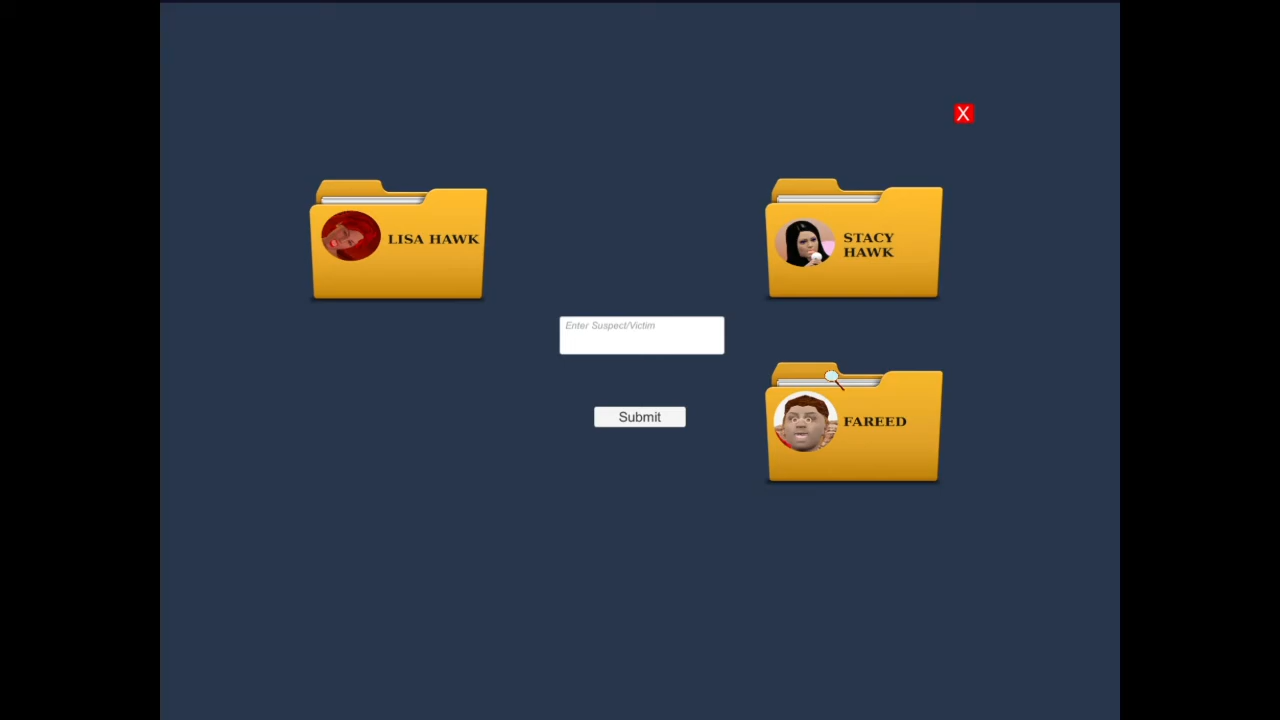 X
LISA HAWK
STACY
HAWK
Enter Suspect/Victim
Submit
FAREED